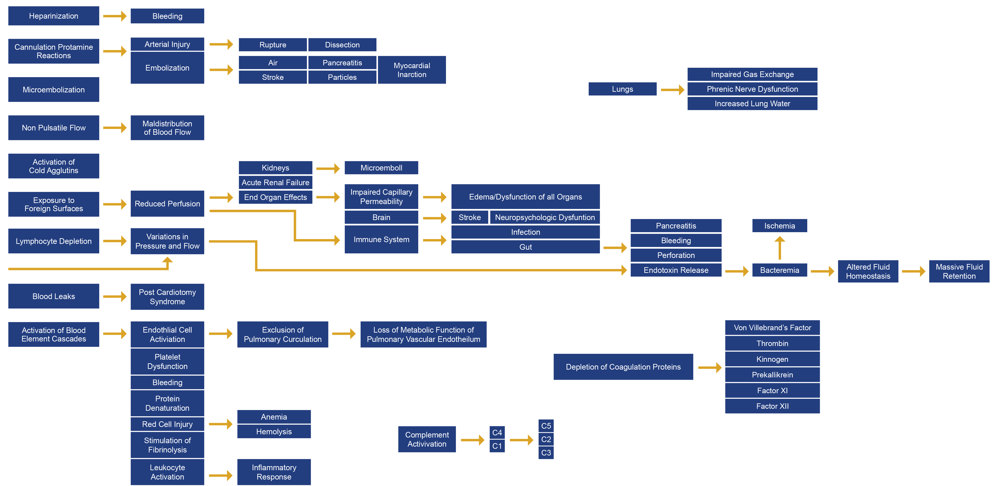 Heparinization
Bleeding
Cannulation Protamine
Reactions
Arterial Injury
Embolization
Rupture
Dissection
Air
Pancreatitis
Stroke
Particles
Myocardial
Inarction
Microembolization
Lungs
Impaired Gas Exchange
Phrenic Nerve Dysfunction
Increased Lung Water
Non Pulsatile Flow
Maldistribution
of Blood Flow
Activation of
Cold Agglutins
Exposure to
Foreign Surfaces
Reduced Perfusion
Kidneys
Acute Renal Failure
End Organ Effects
Microemboll
Impaired Capillary
Permeability
Brain
Immune System
Edema/Dysfunction of all Organs
Stroke
Neuropsychologic Dysfuntion
Infection
Gut
Lymphocyte Depletion
Variations in
Pressure and Flow
Pancreatitis
Bleeding
Perforation
Endotoxin Release
Ischemia
Bacteremia
Altered Fluid
Homeostasis
Massive Fluid
Retention
Blood Leaks
Post Cardiotomy
Syndrome
Activation of Blood
Element Cascades
Endothlial Cell
Activiation
Platelet
Dysfunction
Bleeding
Protein
Denaturation
Red Cell Injury
Stimulation of
Fibrinolysis
Leukocyte
Activation
Exclusion of
Pulmonary Curculation
Loss of Metabolic Function of
Pulmonary Vascular Endotheilum
Anemia
Hemolysis
Inflammatory
Response
Complement
Activivation
C4
C1
C5
C2
C3
Depletion of Coagulation Proteins
Von Villebrand's Factor
Thrombin
Kinnogen
Prekallikrein
Factor XI
Factor XII